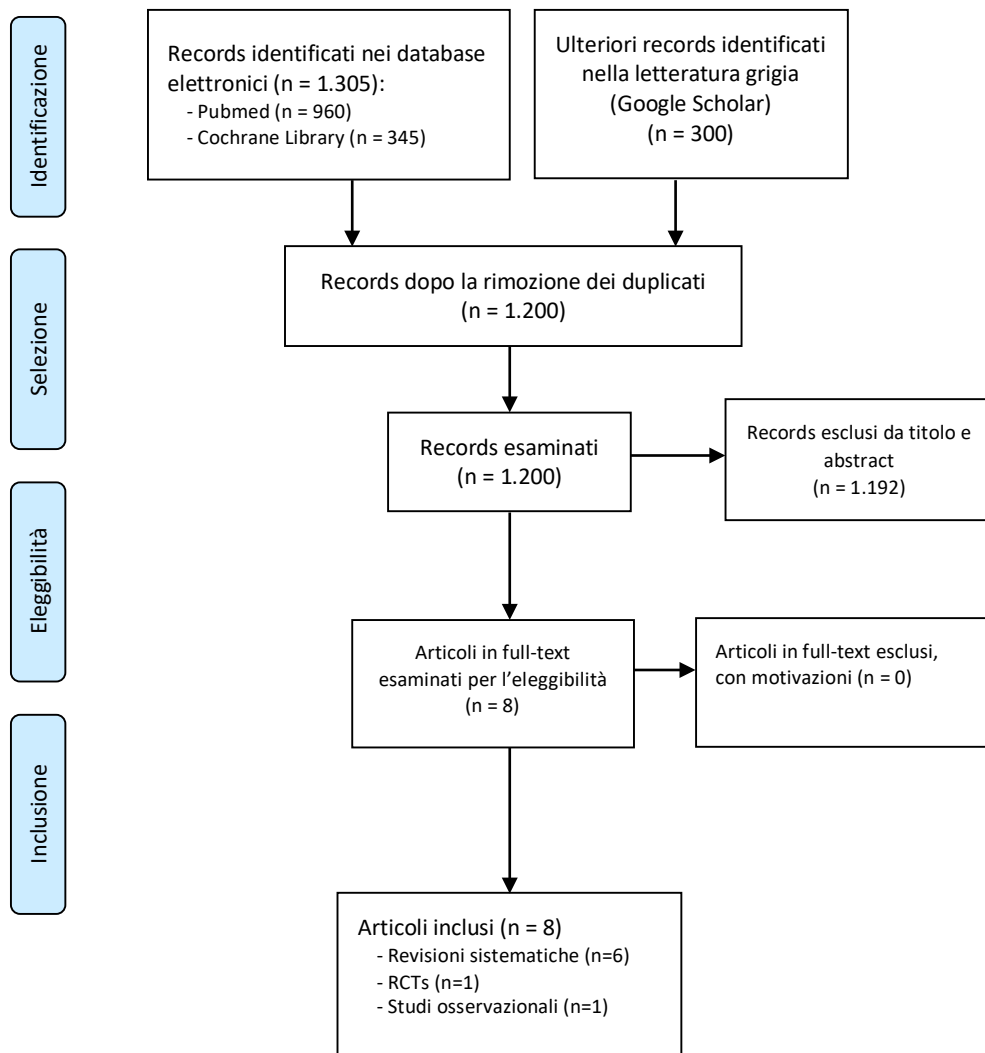 Identificazione
Records identificati nei database
elettronici (n = 1.305):
- Pubmed (n = 960)
- Cochrane Library (n = 345)
Ulteriori records identificati
nella letteratura grigia
(Google Scholar)
(n = 300)
Selezione
Records dopo la rimozione dei duplicati
(n = 1.200)
Records esaminati
(n = 1.200)
Records esclusi da titolo e
abstract
(n = 1.192)
Eleggibilità
Articoli in full-text
esaminati per l’eleggibilità
(n = 8)
Articoli in full-text esclusi,
con motivazioni (n = 0)
Inclusione
Articoli inclusi (n = 8)
- Revisioni sistematiche (n=6)
- RCTs (n=1)
- Studi osservazionali (n=1)